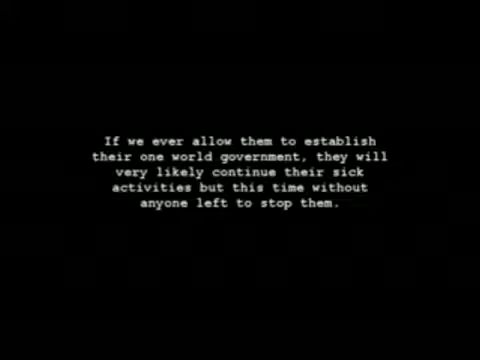 If we ever allow them to establish
their one world government, they will
very likely continue their sick
activities but this time without
anyone left to stop them.